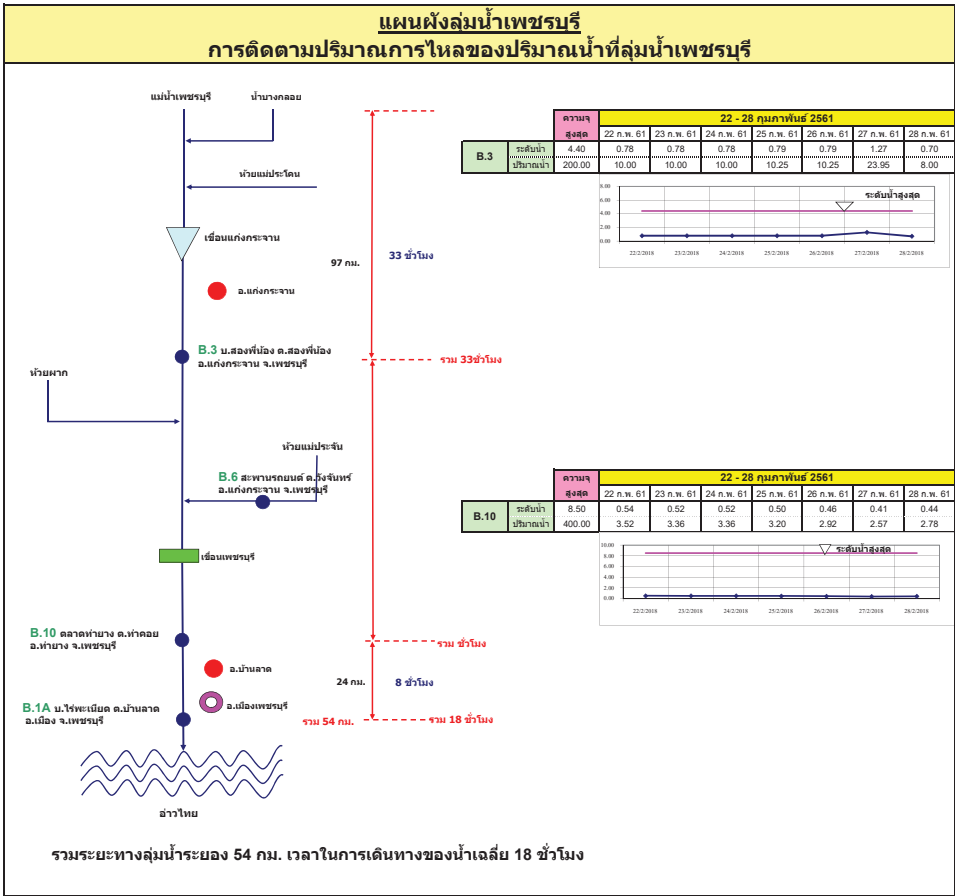 แผนผังลุ่มน้ำเพชรบุรี
การติดตามปริมาณการไหลของปริมาณน้ำที่ลุ่มน้ำเพชรบุรี
แม่น้ำเพชรบุรี
น้ำบางกลอย
ห้วยแม่ประโดน
เขื่อนแก่งกระจาน
97 กม.
33 ชั่วโมง
อ.แก่งกระจาน
B.3 บ.สองพี่น้อง ต.สองพี่น้อง
อ.แก่งกระจาน จ.เพชรบุรี
รวม 33ชั่วโมง
ห้วยผาก
ห้วยแม่ประจัน
B.6 สะพานรถยนต์ ต.วังจันทร์
อ.แก่งกระจาน จ.เพชรบุรี
เขื่อนเพชรบุรี
B.10 ตลาดท่ายาง ต.ท่าคอย
อ.ท่ายาง จ.เพชรบุรี
รวม ชั่วโมง
อ.บ้านลาด
24 กม.
8 ชั่วโมง
อ.เมืองเพชรบุรี
B.1A บ.ไร่พะเนียด ต.บ้านลาด
อ.เมือง จ.เพชรบุรี
รวม 54 กม.
รวม 18 ชั่วโมง
อ่าวไทย
รวมระยะทางลุ่มน้ำระยอง 54 กม. เวลาในการเดินทางของน้ำเฉลี่ย 18 ชั่วโมง
ความจุ 22 - 28 กุมภาพันธ์ 2561
สูงสุด 22 ก.พ. 61 23 ก.พ. 61 24 ก.พ. 61 25 ก.พ. 61 26 ก.พ. 61 27 ก.พ. 61 28 ก.พ. 61
B.3
ระดับน้ำ 4.40 0.78 0.78 0.78 0.79 0.79 1.27 0.70
ปริมาณน้ำ 200.00 10.00 10.00 10.00 10.25 10.25 23.95 8.00
ระดับน้ำสูงสุด
8.00
6.00
4.00
2.00
0.00
22/2/2018 23/2/2018 24/2/2018 25/2/2018 26/2/2018 27/2/2018 28/2/2018
ความจุ 22 - 28 กุมภาพันธ์ 2561
สูงสุด 22 ก.พ. 61 23 ก.พ. 61 24 ก.พ. 61 25 ก.พ. 61 26 ก.พ. 61 27 ก.พ. 61 28 ก.พ. 61
B.10
ระดับน้ำ 8.50 0.54 0.52 0.52 0.50 0.46 0.41 0.44
ปริมาณน้ำ 400.00 3.52 3.36 3.36 3.20 2.92 2.57 2.78
ระดับน้ำสูงสุด
10.00
8.00
6.00
4.00
2.00
0.00
22/2/2018 23/2/2018 24/2/2018 25/2/2018 26/2/2018 27/2/2018 28/2/2018